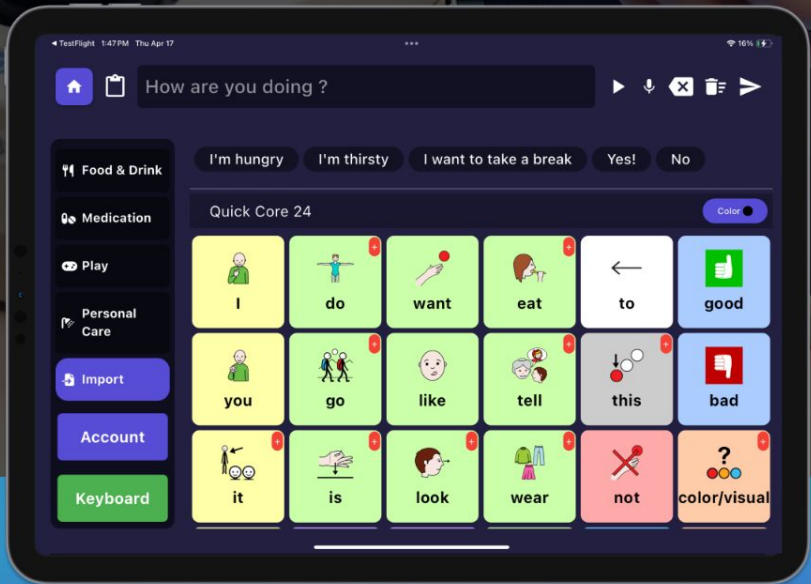 TestFlight 1:47 PM Thu Apr 17
16%
How are you doing ?
I'm hungry I'm thirsty I want to take a break Yes! No
Food & Drink
Medication
Play
Personal
Care
Import
Account
Keyboard
Quick Core 24
Color
I do want eat to good
you go like tell this bad
it is look wear not color/visual